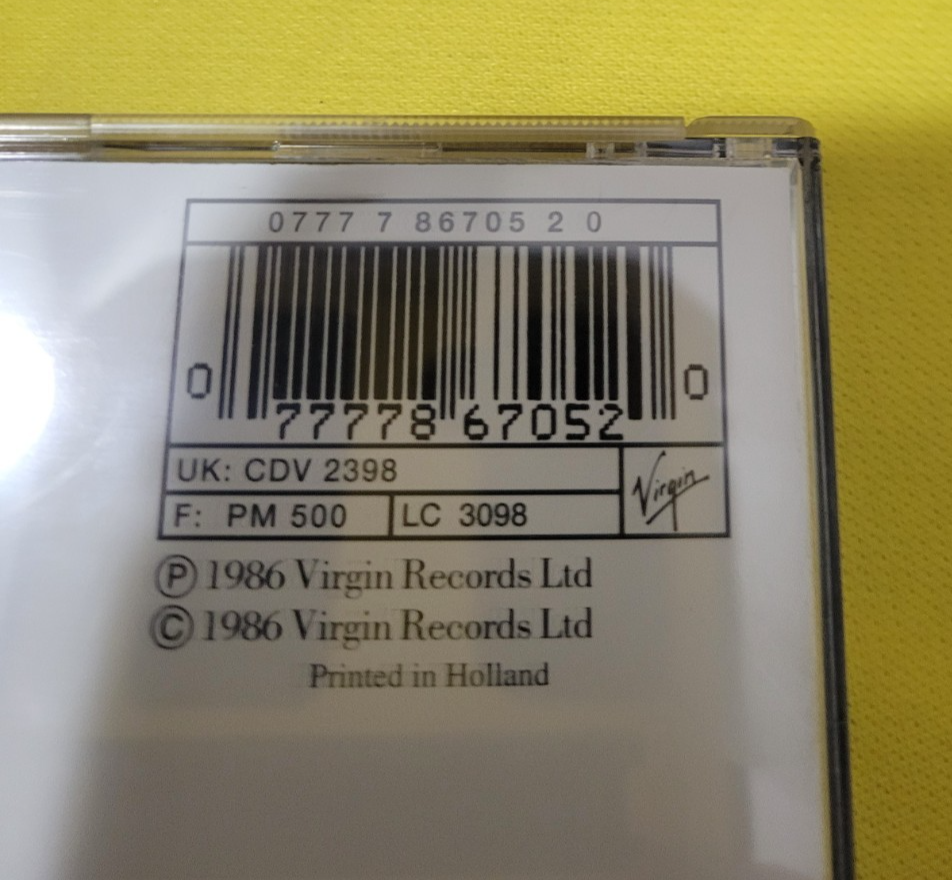 0777 7 86705 2 0
0 77778 67052 0
UK: CDV 2398
Virgin
F: PM 500 LC 3098
Ⓟ 1986 Virgin Records Ltd
© 1986 Virgin Records Ltd
Printed in Holland